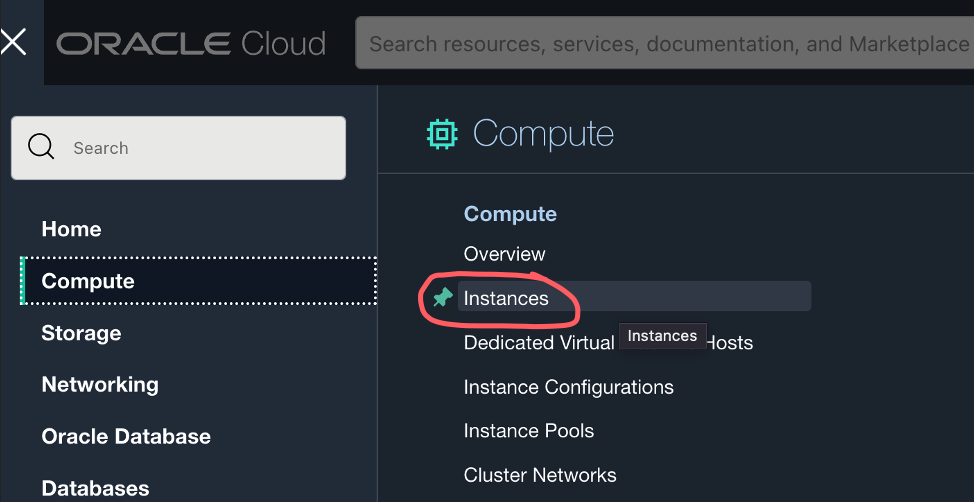 ORACLE Cloud
Search resources, services, documentation, and Marketplace
Search
Home
Compute
Storage
Networking
Oracle Database
Databases
Compute
Compute
Overview
Instances
Instances
Dedicated Virtual Hosts
Instance Configurations
Instance Pools
Cluster Networks